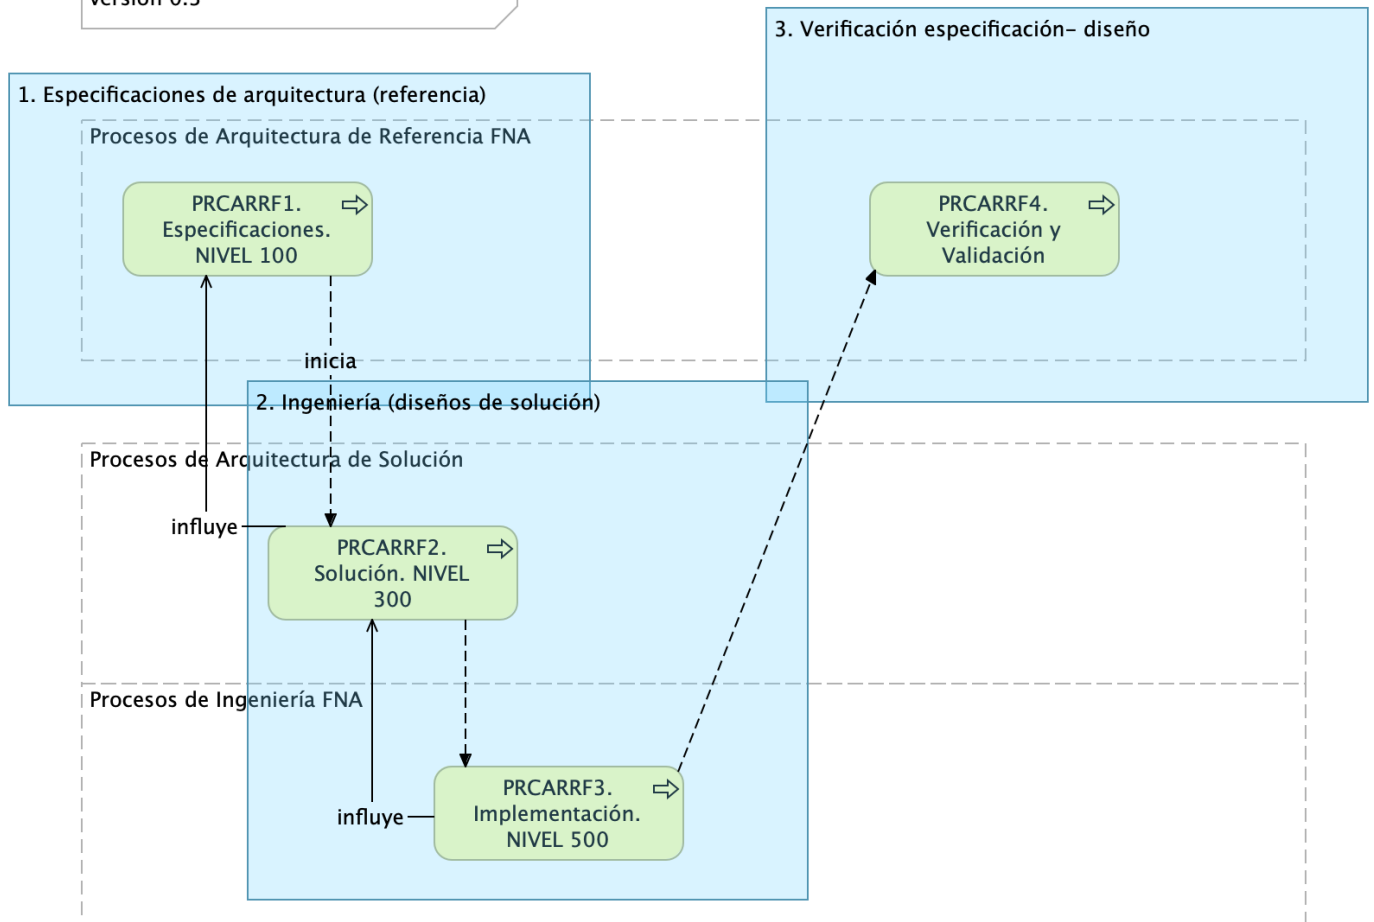 versión 0.5
3. Verificación especificación– diseño
1. Especificaciones de arquitectura (referencia)
Procesos de Arquitectura de Referencia FNA
PRCARRF1.
Especificaciones.
NIVEL 100
PRCARRF4.
Verificación y
Validación
inicia
2. Ingeniería (diseños de solución)
Procesos de Arquitectura de Solución
influye
PRCARRF2.
Solución. NIVEL
300
Procesos de Ingeniería FNA
PRCARRF3.
Implementación.
NIVEL 500
influye